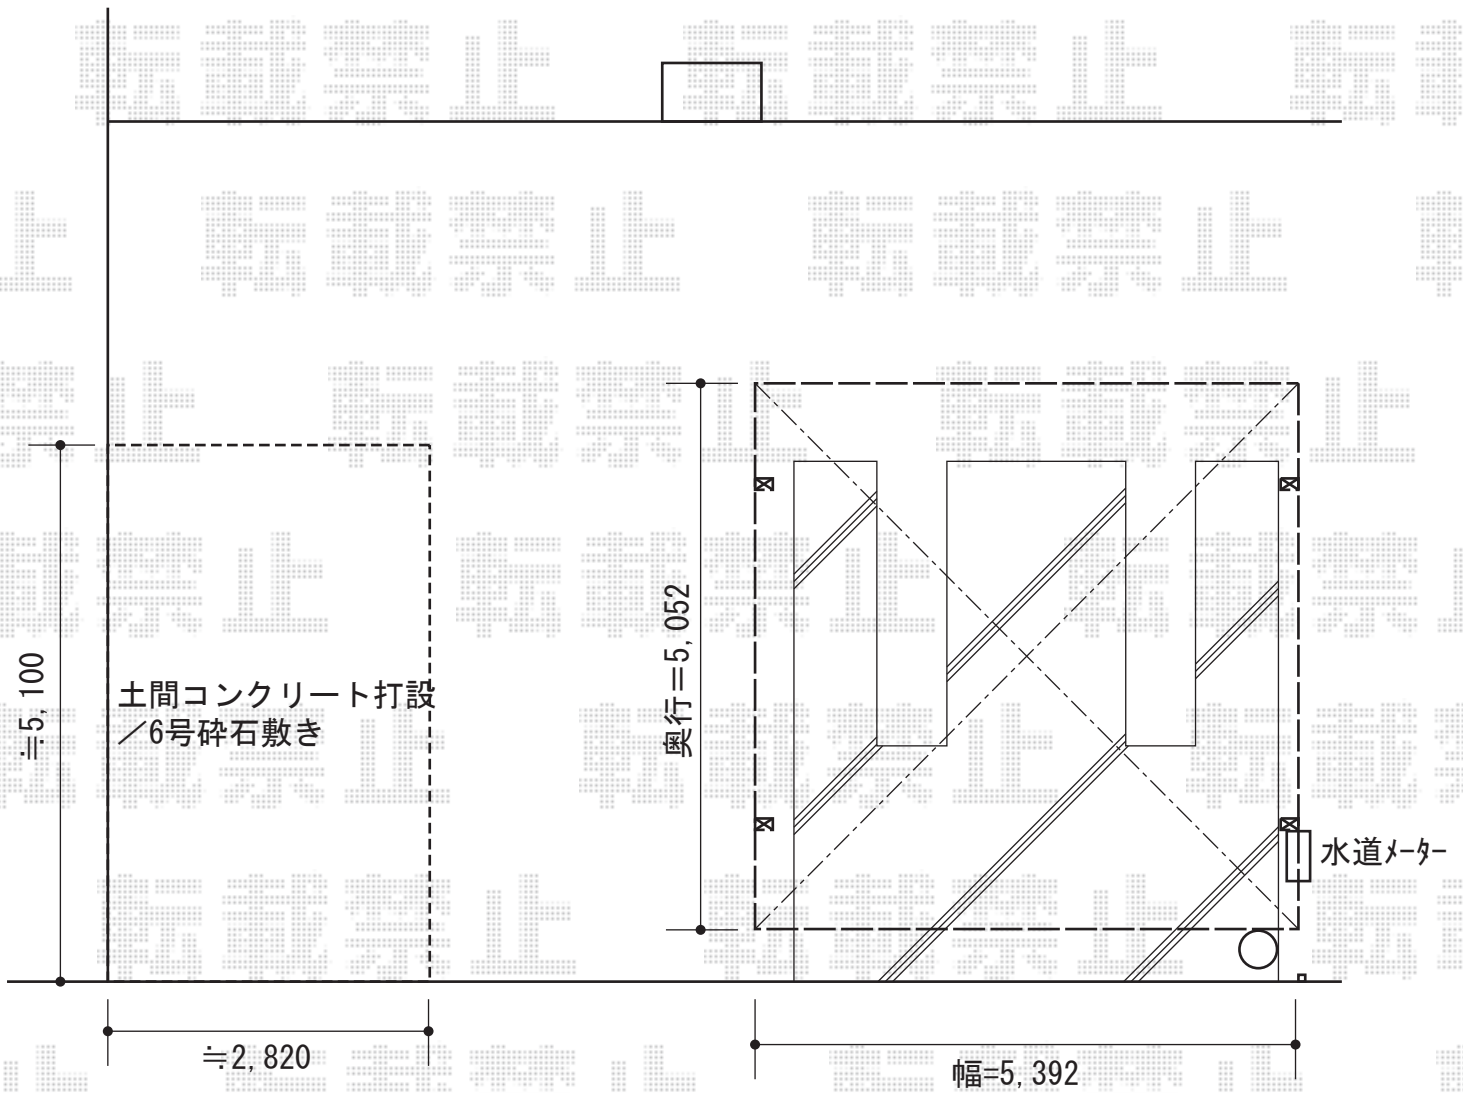 転載禁止
奥行＝5,052
≒5,100
土間コンクリート打設
／6号砕石敷き
水道ﾒｰﾀｰ
≒2,820
幅=5,392